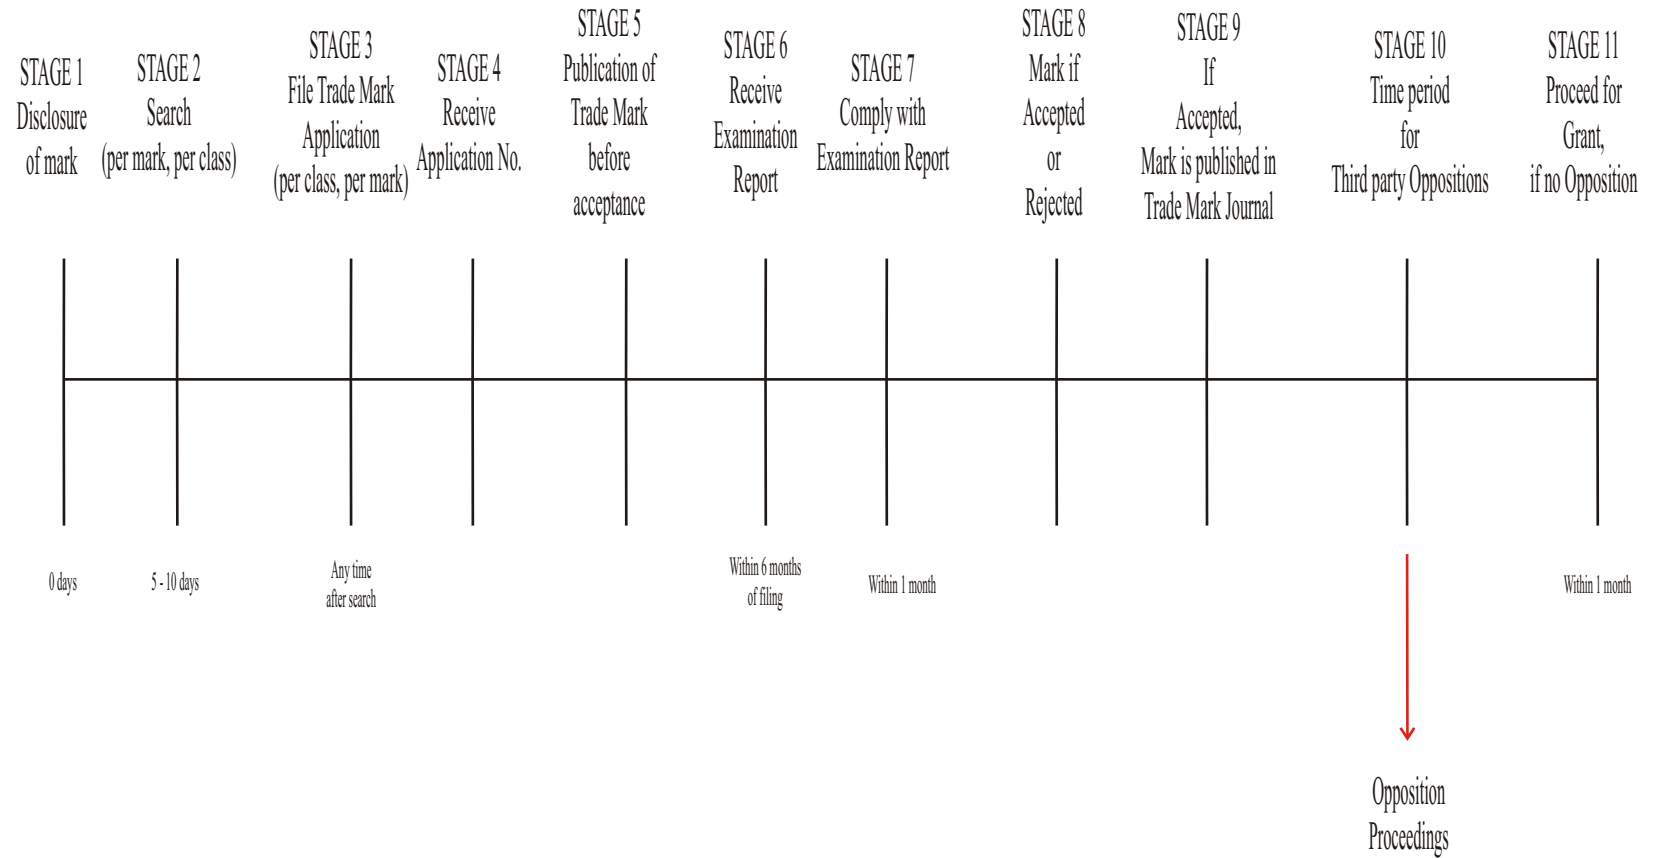 STAGE 1
Disclosure
of mark
STAGE 2
Search
(per mark, per class)
STAGE 3
File Trade Mark
Application
(per class, per mark)
STAGE 4
Receive
Application No.
STAGE 5
Publication of
Trade Mark
before
acceptance
STAGE 6
Receive
Examination
Report
STAGE 7
Comply with
Examination Report
STAGE 8
Mark if
Accepted
or
Rejected
STAGE 9
If
Accepted,
Mark is published in
Trade Mark Journal
STAGE 10
Time period
for
Third party Oppositions
STAGE 11
Proceed for
Grant,
if no Opposition
0 days
5 - 10 days
Any time
after search
Within 6 months
of filing
Within 1 month
Within 1 month
Opposition
Proceedings